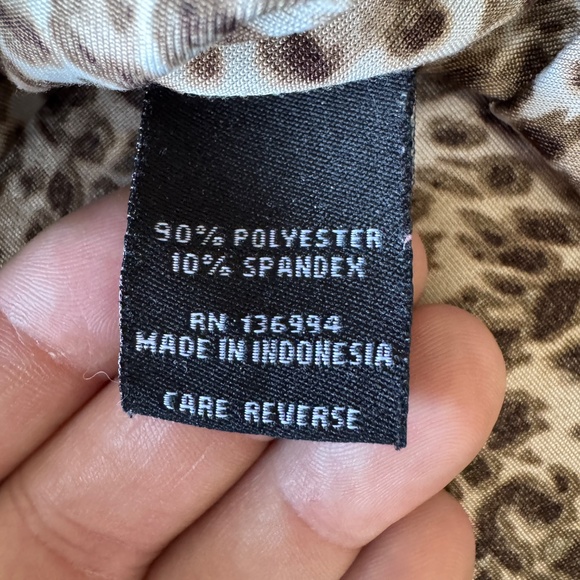 90% POLYESTER
10% SPANDEX
RN 136994
MADE IN INDONESIA
CARE REVERSE